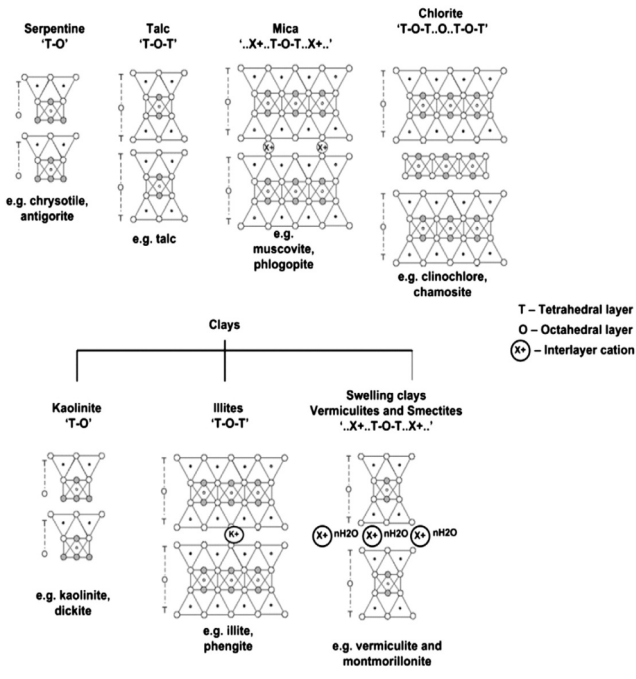 Serpentine
'T-O'
Talc
'T-O-T'
Mica
'..X+..T-O-T..X+..'
Chlorite
'T-O-T..O..T-O-T'
T
O
T
O
T
O
T
T
O
T
T
O
T
X+
X+
T
O
T
T
O
T
T
O
T
e.g. chrysotile,
antigorite
e.g. talc
e.g.
muscovite,
phlogopite
e.g. clinochlore,
chamosite
T – Tetrahedral layer
O – Octahedral layer
X+ – Interlayer cation
Clays
Kaolinite
'T-O'
Illites
'T-O-T'
Swelling clays
Vermiculites and Smectites
'..X+..T-O-T..X+..'
T
O
T
O
T
O
T
K+
T
O
T
T
O
T
X+ nH2O X+ nH2O X+ nH2O
T
O
T
e.g. kaolinite,
dickite
e.g. illite,
phengite
e.g. vermiculite and
montmorillonite